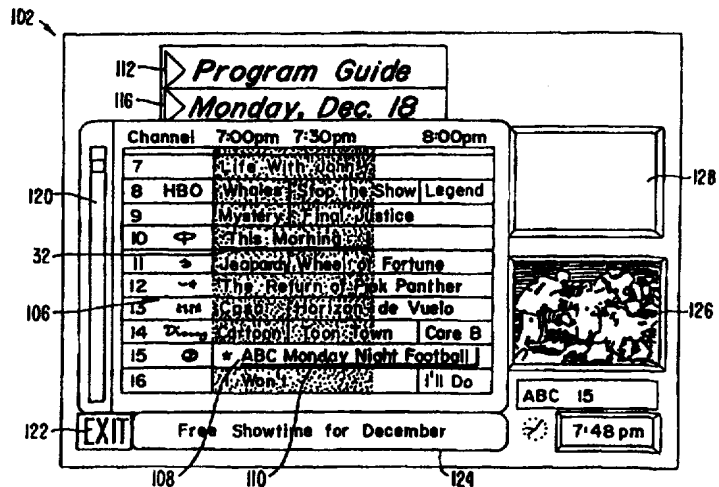 102
112
Program Guide
116
Monday, Dec. 18
Channel 7:00pm 7:30pm 8:00pm
7 Life With
8 HBO Whales Stop the Show Legend
120
128
9 Mystery Final Justice
10 This Morning
32
11 Jeopardy Wheel of Fortune
12 The Return of Pink Panther
106
13 Casa Horizon de Vuelo
126
14 Disney Cartoon Toon Town Care B
15 ★ ABC Monday Night Football
16 I Won't I'll Do
ABC 15
122
EXIT
Free Showtime for December
7:48 pm
108
110
124